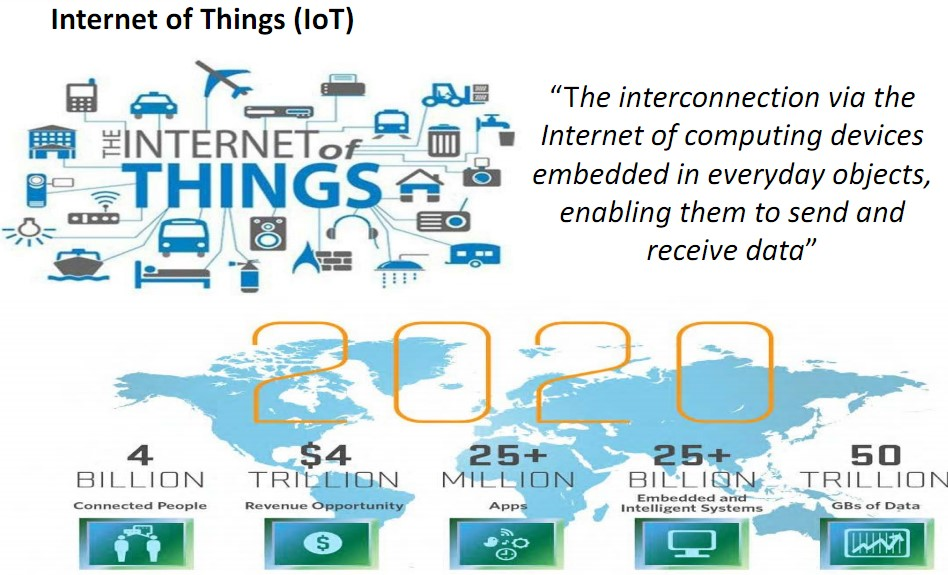 Internet of Things (IoT)
THE INTERNET of
THINGS
“The interconnection via the
Internet of computing devices
embedded in everyday objects,
enabling them to send and
receive data”
2020
4
BILLION
Connected People
$4
TRILLION
Revenue Opportunity
25+
MILLION
Apps
25+
BILLION
Embedded and
Intelligent Systems
50
TRILLION
GBs of Data
$